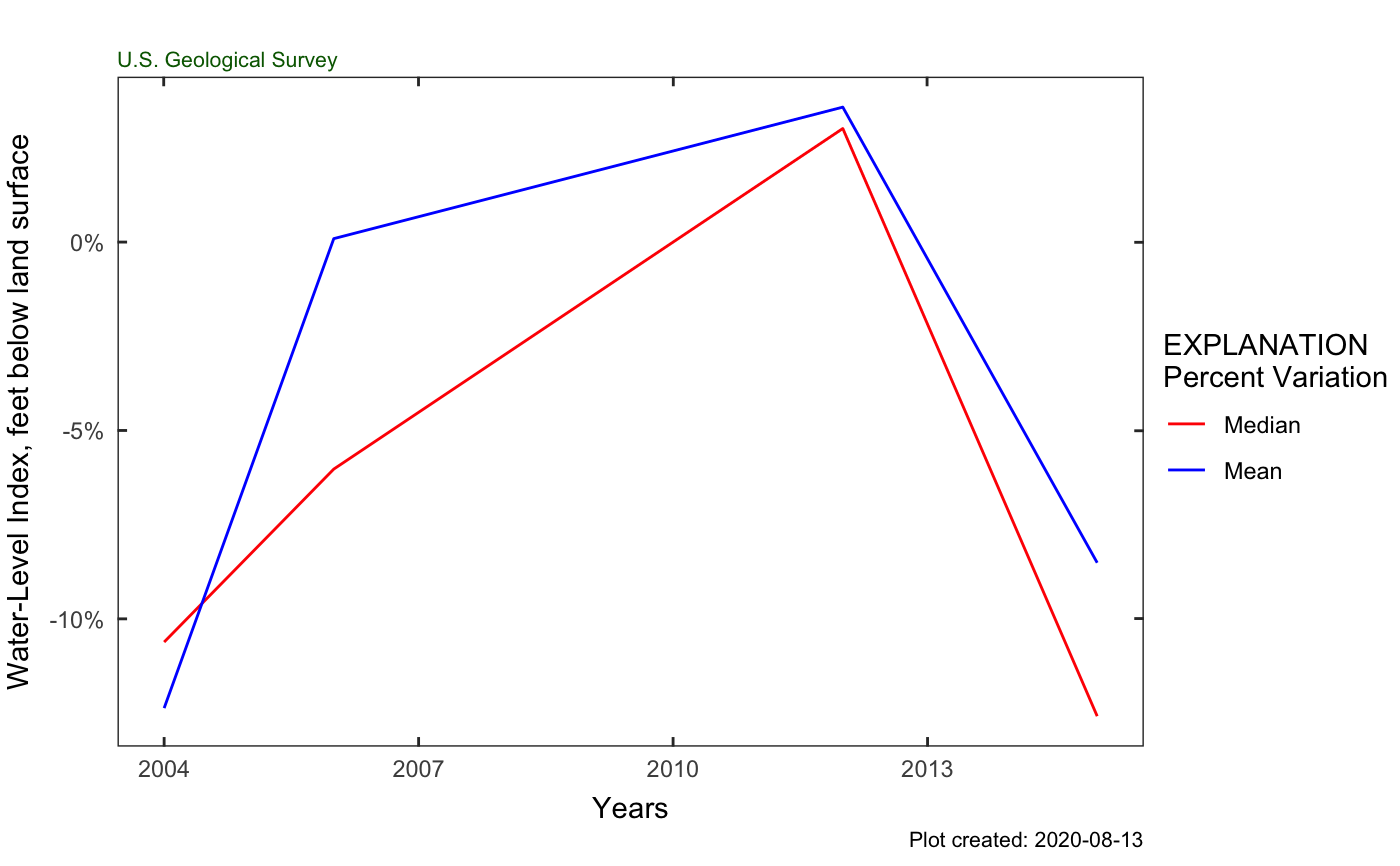 U.S. Geological Survey
Water-Level Index, feet below land surface
0%
-5%
-10%
2004
2007
2010
2013
Years
EXPLANATION
Percent Variation
Median
Mean
Plot created: 2020-08-13